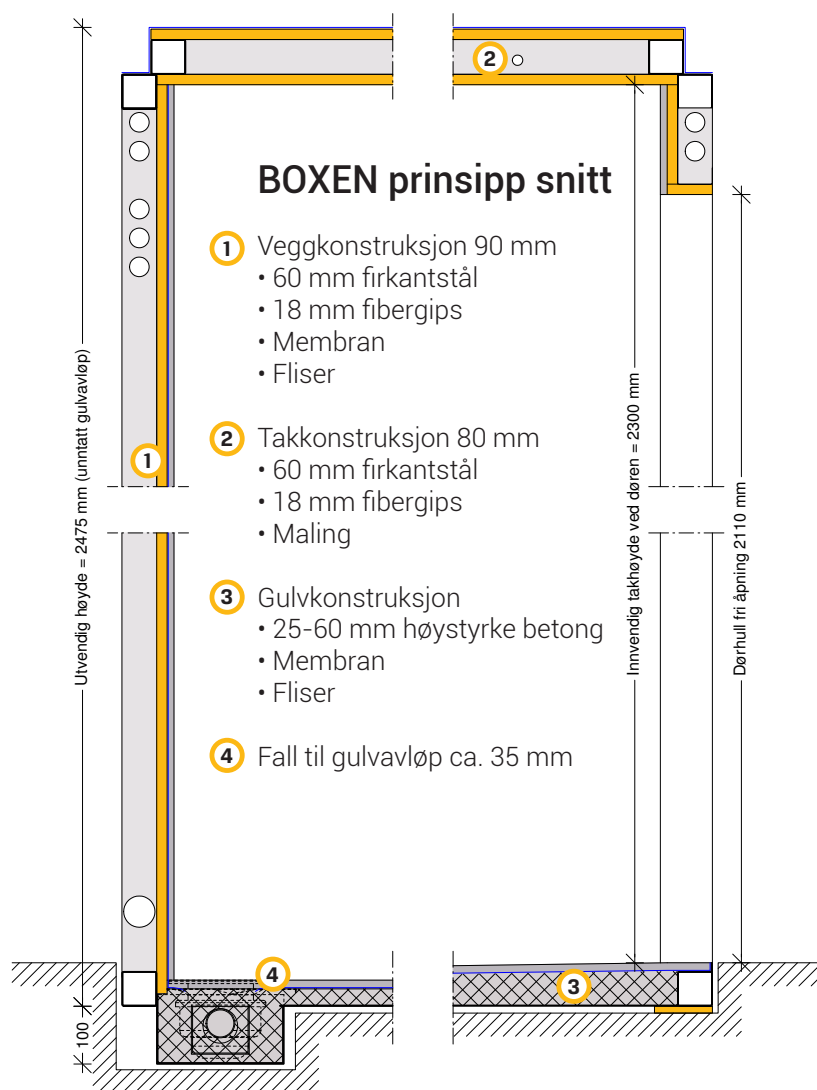 2
BOXEN prinsipp snitt
1 Veggkonstruksjon 90 mm
• 60 mm firkantstål
• 18 mm fibergips
• Membran
• Fliser
2 Takkonstruksjon 80 mm
• 60 mm firkantstål
• 18 mm fibergips
• Maling
3 Gulvkonstruksjon
• 25-60 mm høystyrke betong
• Membran
• Fliser
4 Fall til gulvavløp ca. 35 mm
1
Utvendig høyde = 2475 mm (unntatt gulvavløp)
Innvendig takhøyde ved døren = 2300 mm
Dørhull fri åpning 2110 mm
4
3
100